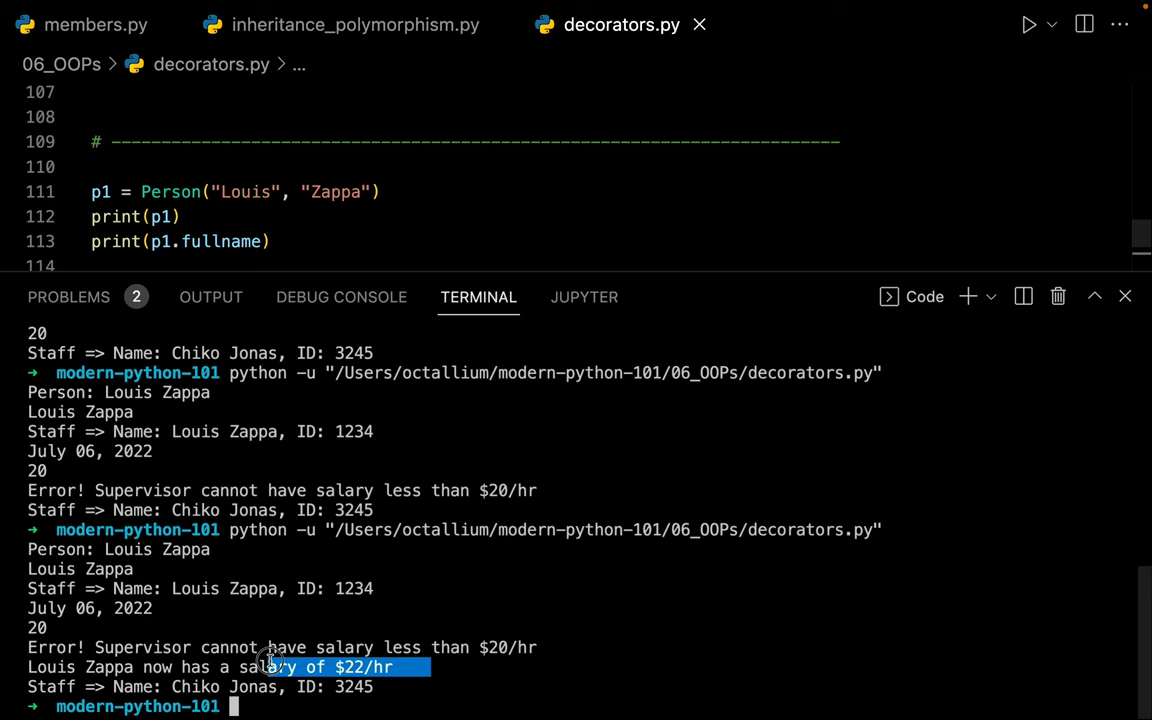 members.py inheritance_polymorphism.py decorators.py
06_OOPs > decorators.py > ...
107
108
109 # -------------------------------------------------------------------------
110
111 p1 = Person("Louis", "Zappa")
112 print(p1)
113 print(p1.fullname)
114
PROBLEMS 2 OUTPUT DEBUG CONSOLE TERMINAL JUPYTER Code
20
Staff => Name: Chiko Jonas, ID: 3245
→ modern-python-101 python -u "/Users/octallium/modern-python-101/06_OOPs/decorators.py"
Person: Louis Zappa
Louis Zappa
Staff => Name: Louis Zappa, ID: 1234
July 06, 2022
20
Error! Supervisor cannot have salary less than $20/hr
Staff => Name: Chiko Jonas, ID: 3245
→ modern-python-101 python -u "/Users/octallium/modern-python-101/06_OOPs/decorators.py"
Person: Louis Zappa
Louis Zappa
Staff => Name: Louis Zappa, ID: 1234
July 06, 2022
20
Error! Supervisor cannot have salary less than $20/hr
Louis Zappa now has a salary of $22/hr
Staff => Name: Chiko Jonas, ID: 3245
→ modern-python-101